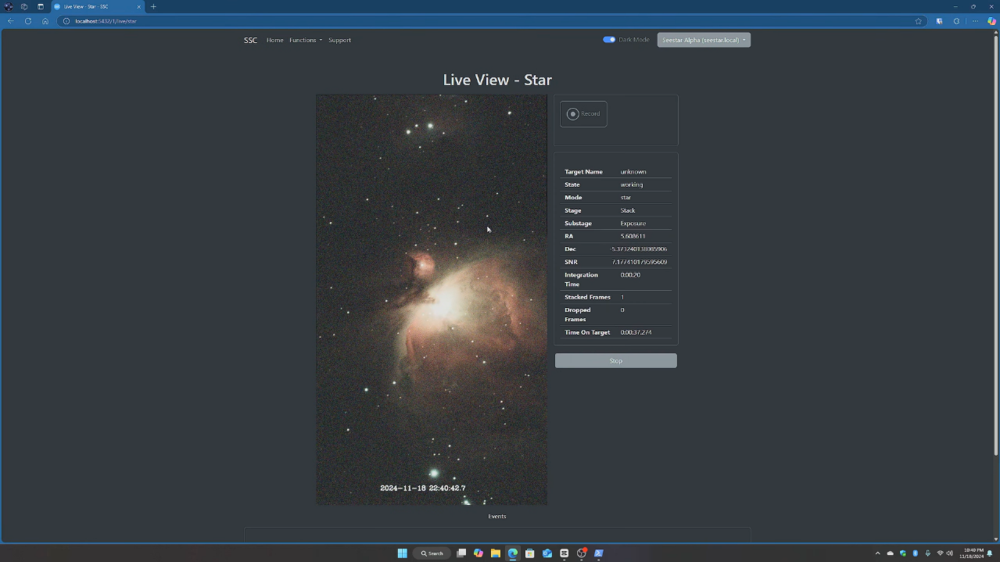 Live View - Star - SSC
localhost:5432/1/live/star
SSC Home Functions Support Dark Mode Seestar Alpha (seestar.local)
Live View - Star
Record
Target Name unknown
State working
Mode star
Stage Stack
Substage Exposure
RA 5.608611
Dec -5.373240138085906
SNR 7.177410179595609
Integration Time 0:00:20
Stacked Frames 1
Dropped Frames 0
Time On Target 0:00:37.274
Stop
2024-11-18 22:40:42.7
Events
Search
10:40 PM
11/18/2024